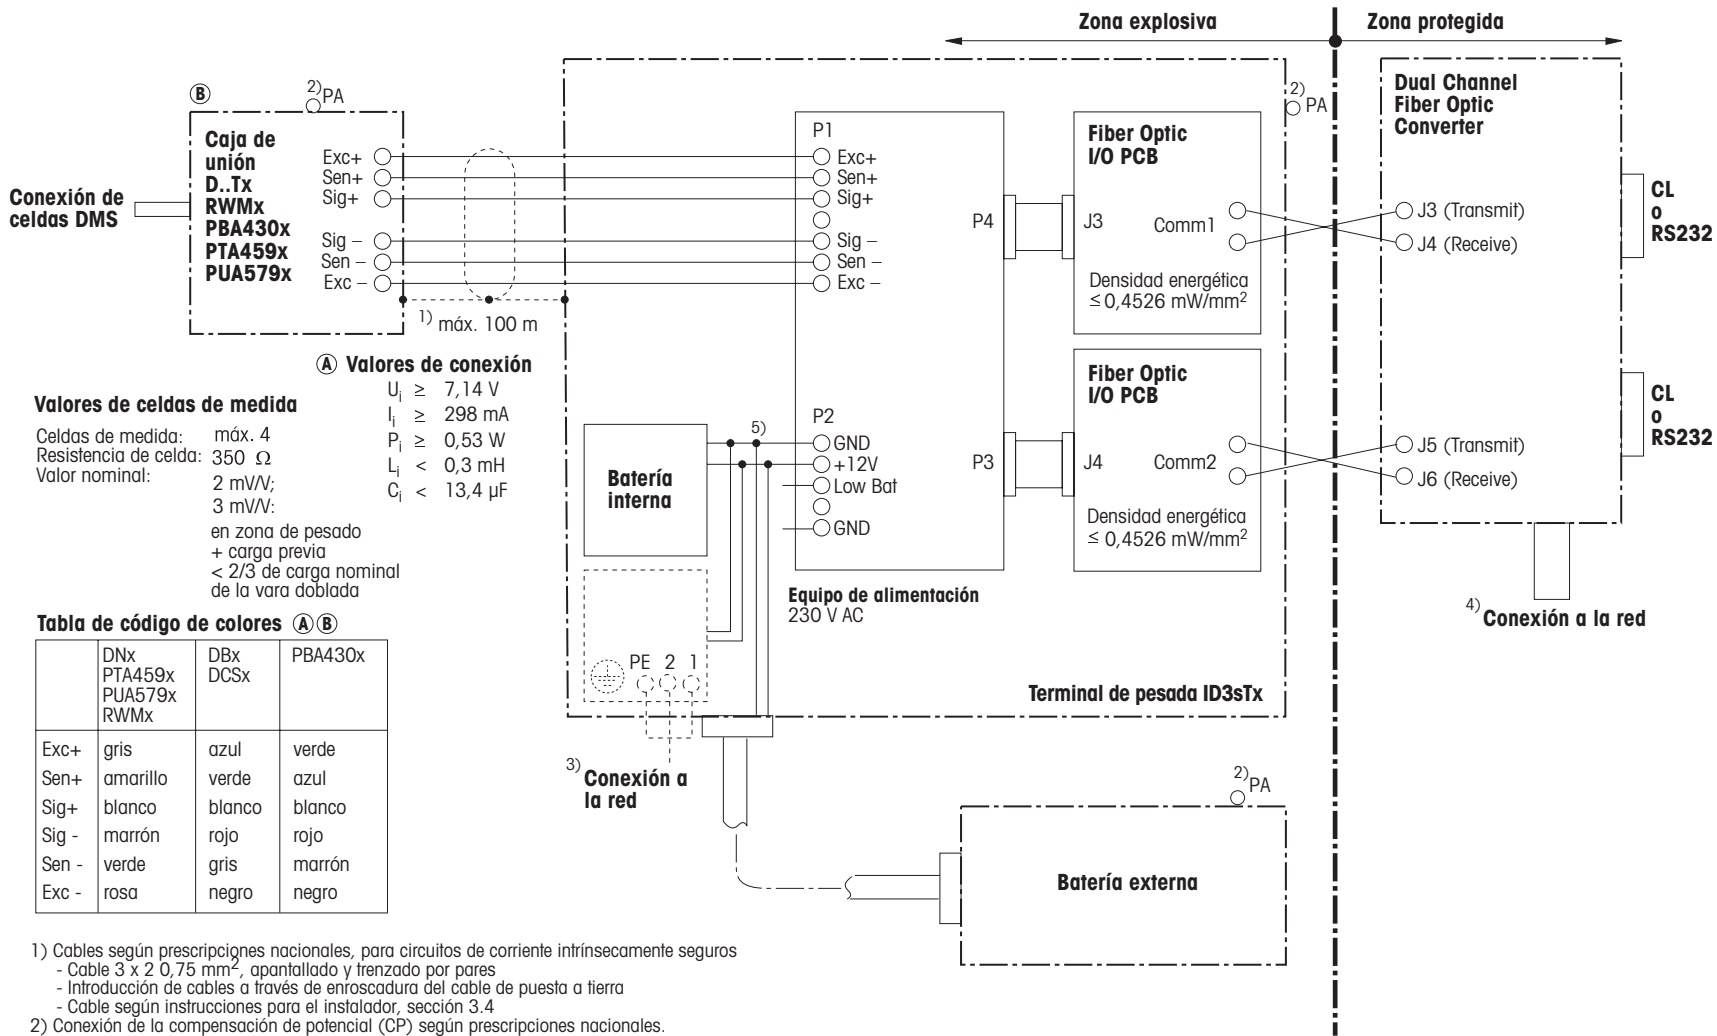 Zona explosiva
Zona protegida
Ⓑ
2) PA
Caja de
unión
D..Tx
RWMx
PBA430x
PTA459x
PUA579x
Exc+
Sen+
Sig+
Sig –
Sen –
Exc –
Conexión de
celdas DMS
1) máx. 100 m
P1
Exc+
Sen+
Sig+
Sig –
Sen –
Exc –
P4
Fiber Optic
I/O PCB
J3
Comm1
Densidad energética
≤ 0,4526 mW/mm²
2)
PA
Dual Channel
Fiber Optic
Converter
J3 (Transmit)
J4 (Receive)
CL
o
RS232
Ⓐ Valores de conexión
Ui ≥ 7,14 V
Ii ≥ 298 mA
Pi ≥ 0,53 W
Li < 0,3 mH
Ci < 13,4 µF
Valores de celdas de medida
Celdas de medida: máx. 4
Resistencia de celda: 350 Ω
Valor nominal:
2 mV/V;
3 mV/V:
en zona de pesado
+ carga previa
< 2/3 de carga nominal
de la vara doblada
Batería
interna
5)
P2
GND
+12V
Low Bat
GND
P3
Fiber Optic
I/O PCB
J4
Comm2
Densidad energética
≤ 0,4526 mW/mm²
J5 (Transmit)
J6 (Receive)
CL
o
RS232
4) Conexión a la red
Equipo de alimentación
230 V AC
PE 2 1
Terminal de pesada ID3sTx
3) Conexión a
la red
2) PA
Batería externa
Tabla de código de colores Ⓐ Ⓑ
DNx
PTA459x
PUA579x
RWMx
DBx
DCSx
PBA430x
Exc+ gris azul verde
Sen+ amarillo verde azul
Sig+ blanco blanco blanco
Sig - marrón rojo rojo
Sen - verde gris marrón
Exc - rosa negro negro
1) Cables según prescripciones nacionales, para circuitos de corriente intrínsecamente seguros
- Cable 3 x 2 0,75 mm², apantallado y trenzado por pares
- Introducción de cables a través de enroscadura del cable de puesta a tierra
- Cable según instrucciones para el instalador, sección 3.4
2) Conexión de la compensación de potencial (CP) según prescripciones nacionales.